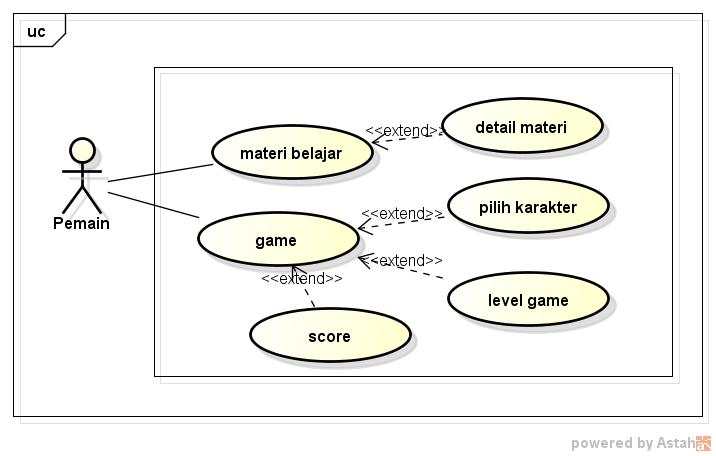 uc
<<extend>>
detail materi
materi belajar
<<extend>>
pilih karakter
Pemain
game
<<extend>>
<<extend>>
level game
score
powered by Astah